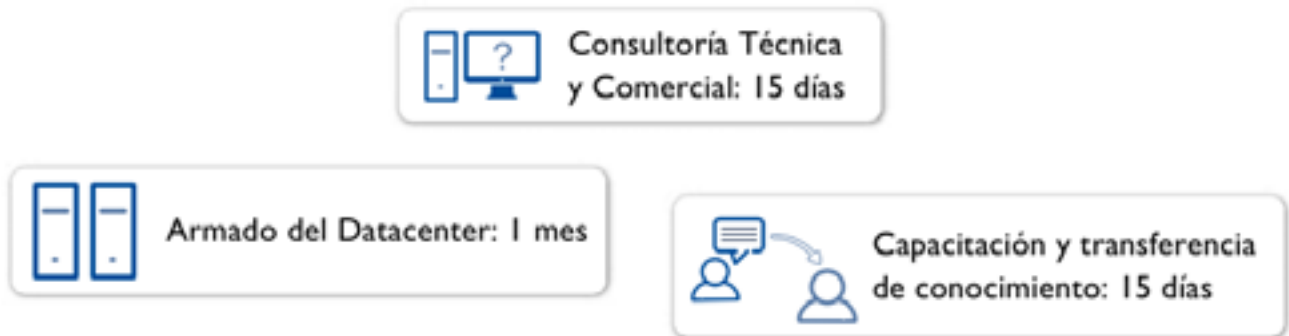 ?
Consultoría Técnica
y Comercial: 15 días
Armado del Datacenter: 1 mes
Capacitación y transferencia
de conocimiento: 15 días